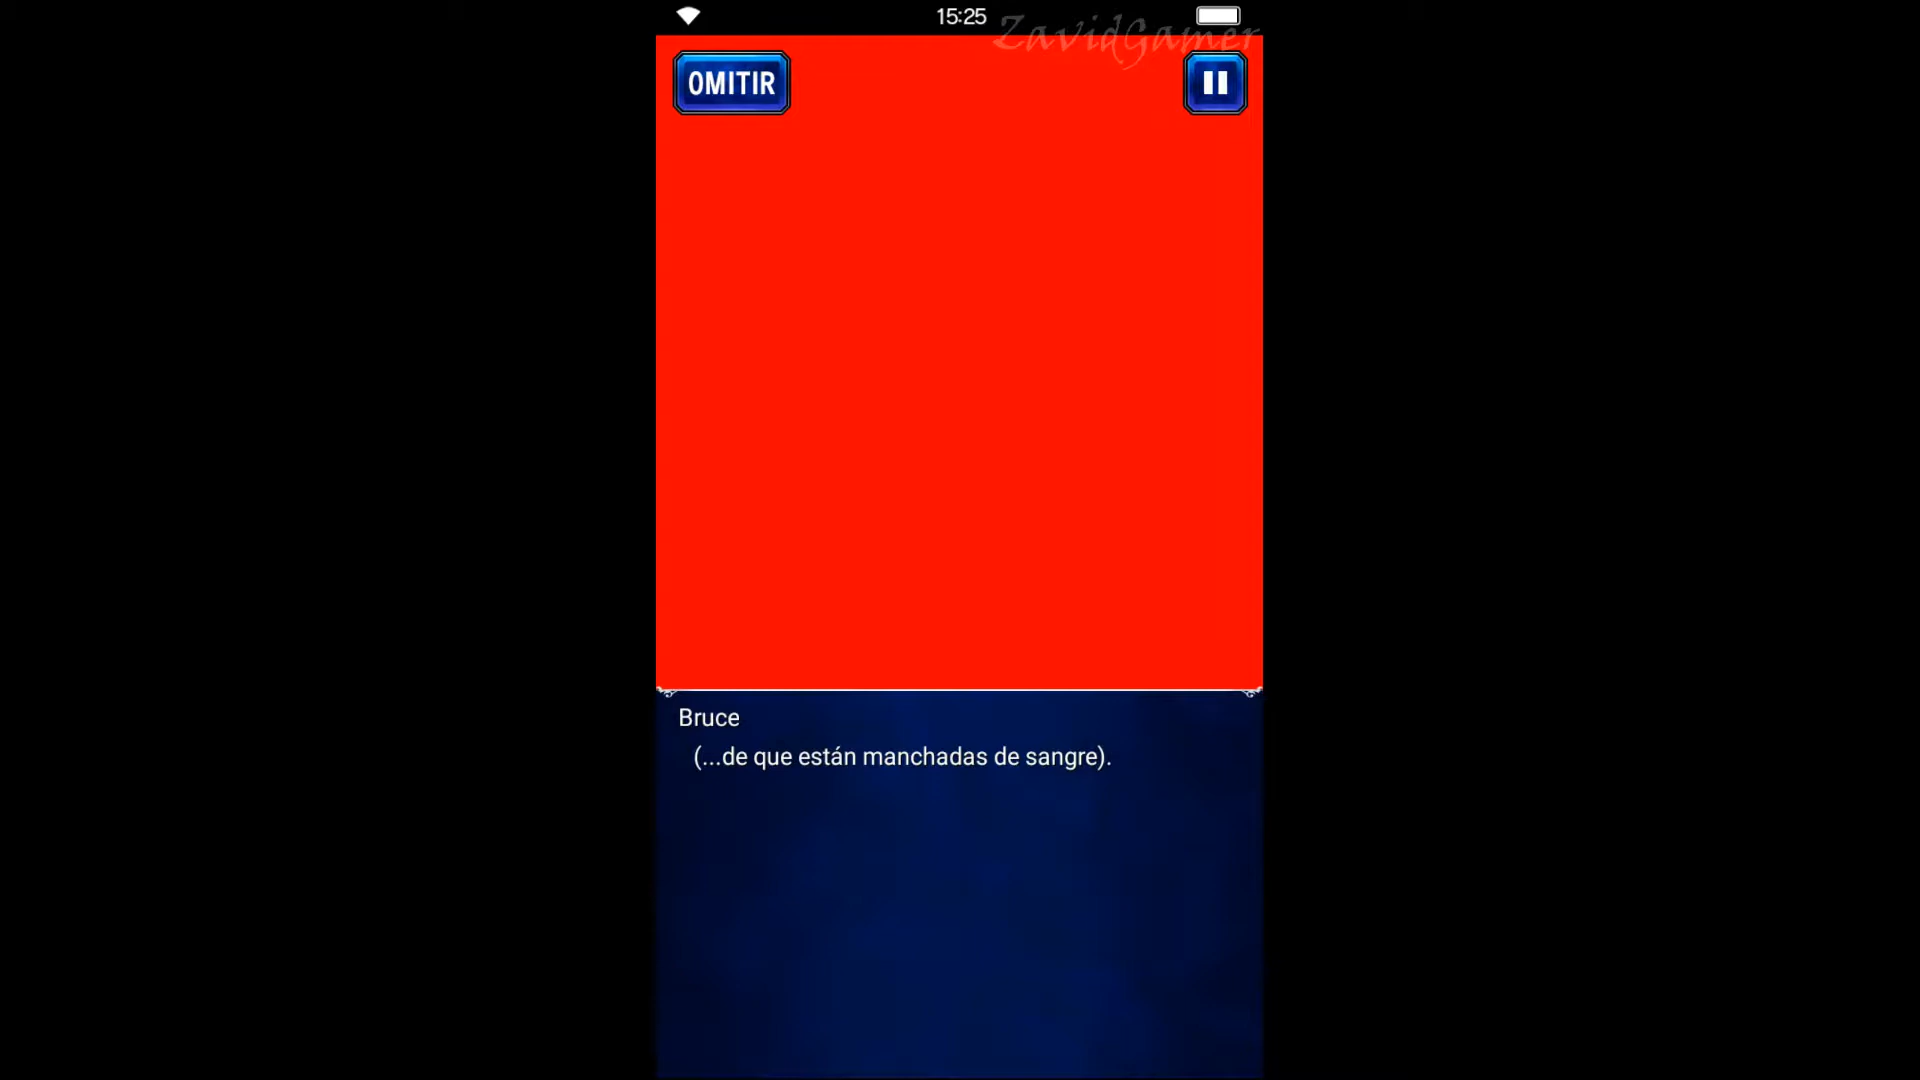 15:25
ZavidGamer
OMITIR
Bruce
(...de que están manchadas de sangre).